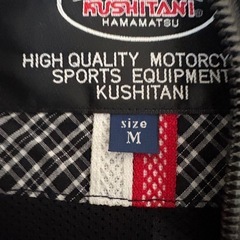 KUSHITANI
HAMAMATSU
HIGH QUALITY MOTORCY
SPORTS EQUIPMENT
KUSHITANI
size
M